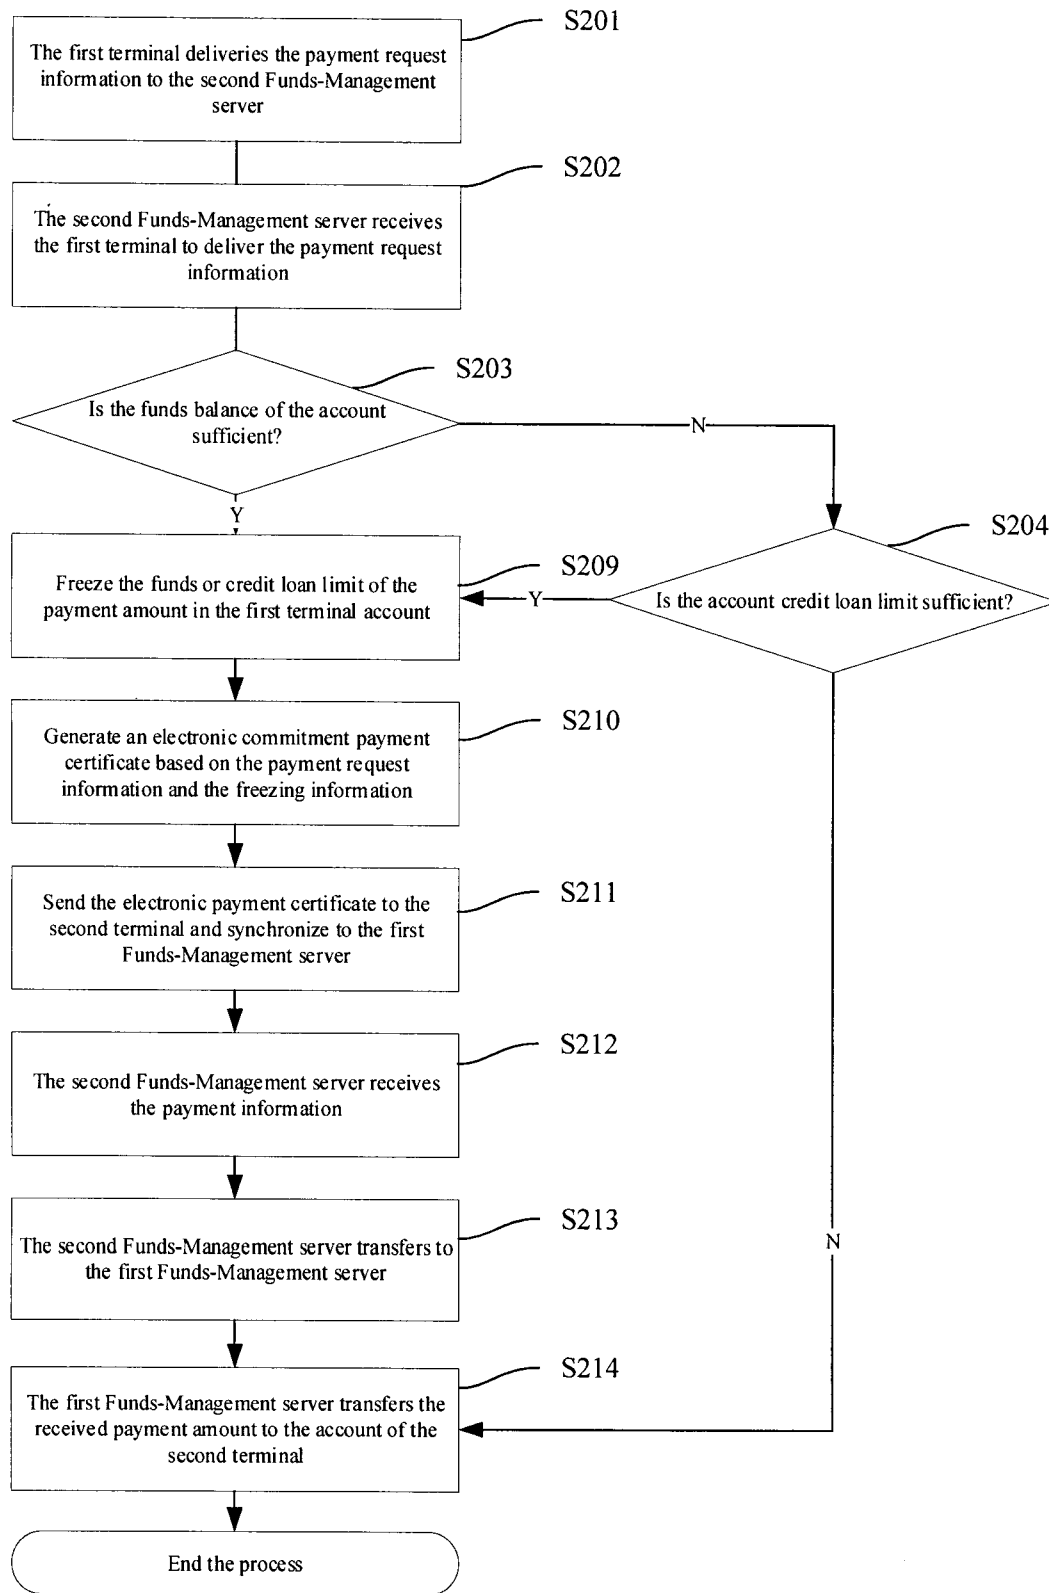 S201
The first terminal deliveries the payment request
information to the second Funds-Management
server
S202
The second Funds-Management server receives
the first terminal to deliver the payment request
information
S203
Is the funds balance of the account
sufficient?
N
Y
S204
Is the account credit loan limit sufficient?
Y
S209
Freeze the funds or credit loan limit of the
payment amount in the first terminal account
S210
Generate an electronic commitment payment
certificate based on the payment request
information and the freezing information
S211
Send the electronic payment certificate to the
second terminal and synchronize to the first
Funds-Management server
S212
The second Funds-Management server receives
the payment information
S213
The second Funds-Management server transfers to
the first Funds-Management server
N
S214
The first Funds-Management server transfers the
received payment amount to the account of the
second terminal
End the process